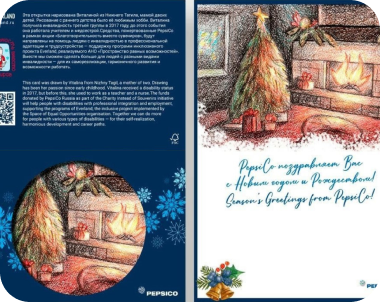 ЛAND
Эта открытка нарисована Виталиной из Нижнего Тагила, мамой двоих
детей. Рисование с раннего детства было её любимым хобби. Виталина
получила инвалидность третьей группы в 2017 году, до этого события
она работала учителем и медсестрой. Средства, пожертвованные PepsiCo
в рамках акции «Благотворительность вместо сувениров», будут
направлены на помощь людям с инвалидностью в профессиональной
адаптации и трудоустройстве – поддержку программ инклюзивного
проекта Everland, реализуемого АНО «Пространство равных возможностей».
Вместе мы сможем сделать больше для людей с разными видами
инвалидности – для их самореализации, гармоничного развития и
возможности работать.
This card was drawn by Vitalina from Nizhny Tagil, a mother of two. Drawing
has been her passion since early childhood. Vitalina received a disability status
in 2017, but before this, she used to work as a teacher and a nurse. The funds
donated by PepsiCo Russia as part of the Charity Instead of Souvenirs initiative
will help people with disabilities with professional integration and employment,
supporting the programs of Everland, the inclusive project implemented by
the Space of Equal Opportunities organisation. Together we can do more
for people with various types of disabilities – for their self-realization,
harmonious development and career paths.
FSC
PEPSICO
PepsiCo поздравляет Вас
с Новым годом и Рождеством!
Season's Greetings from PepsiCo!
PEP